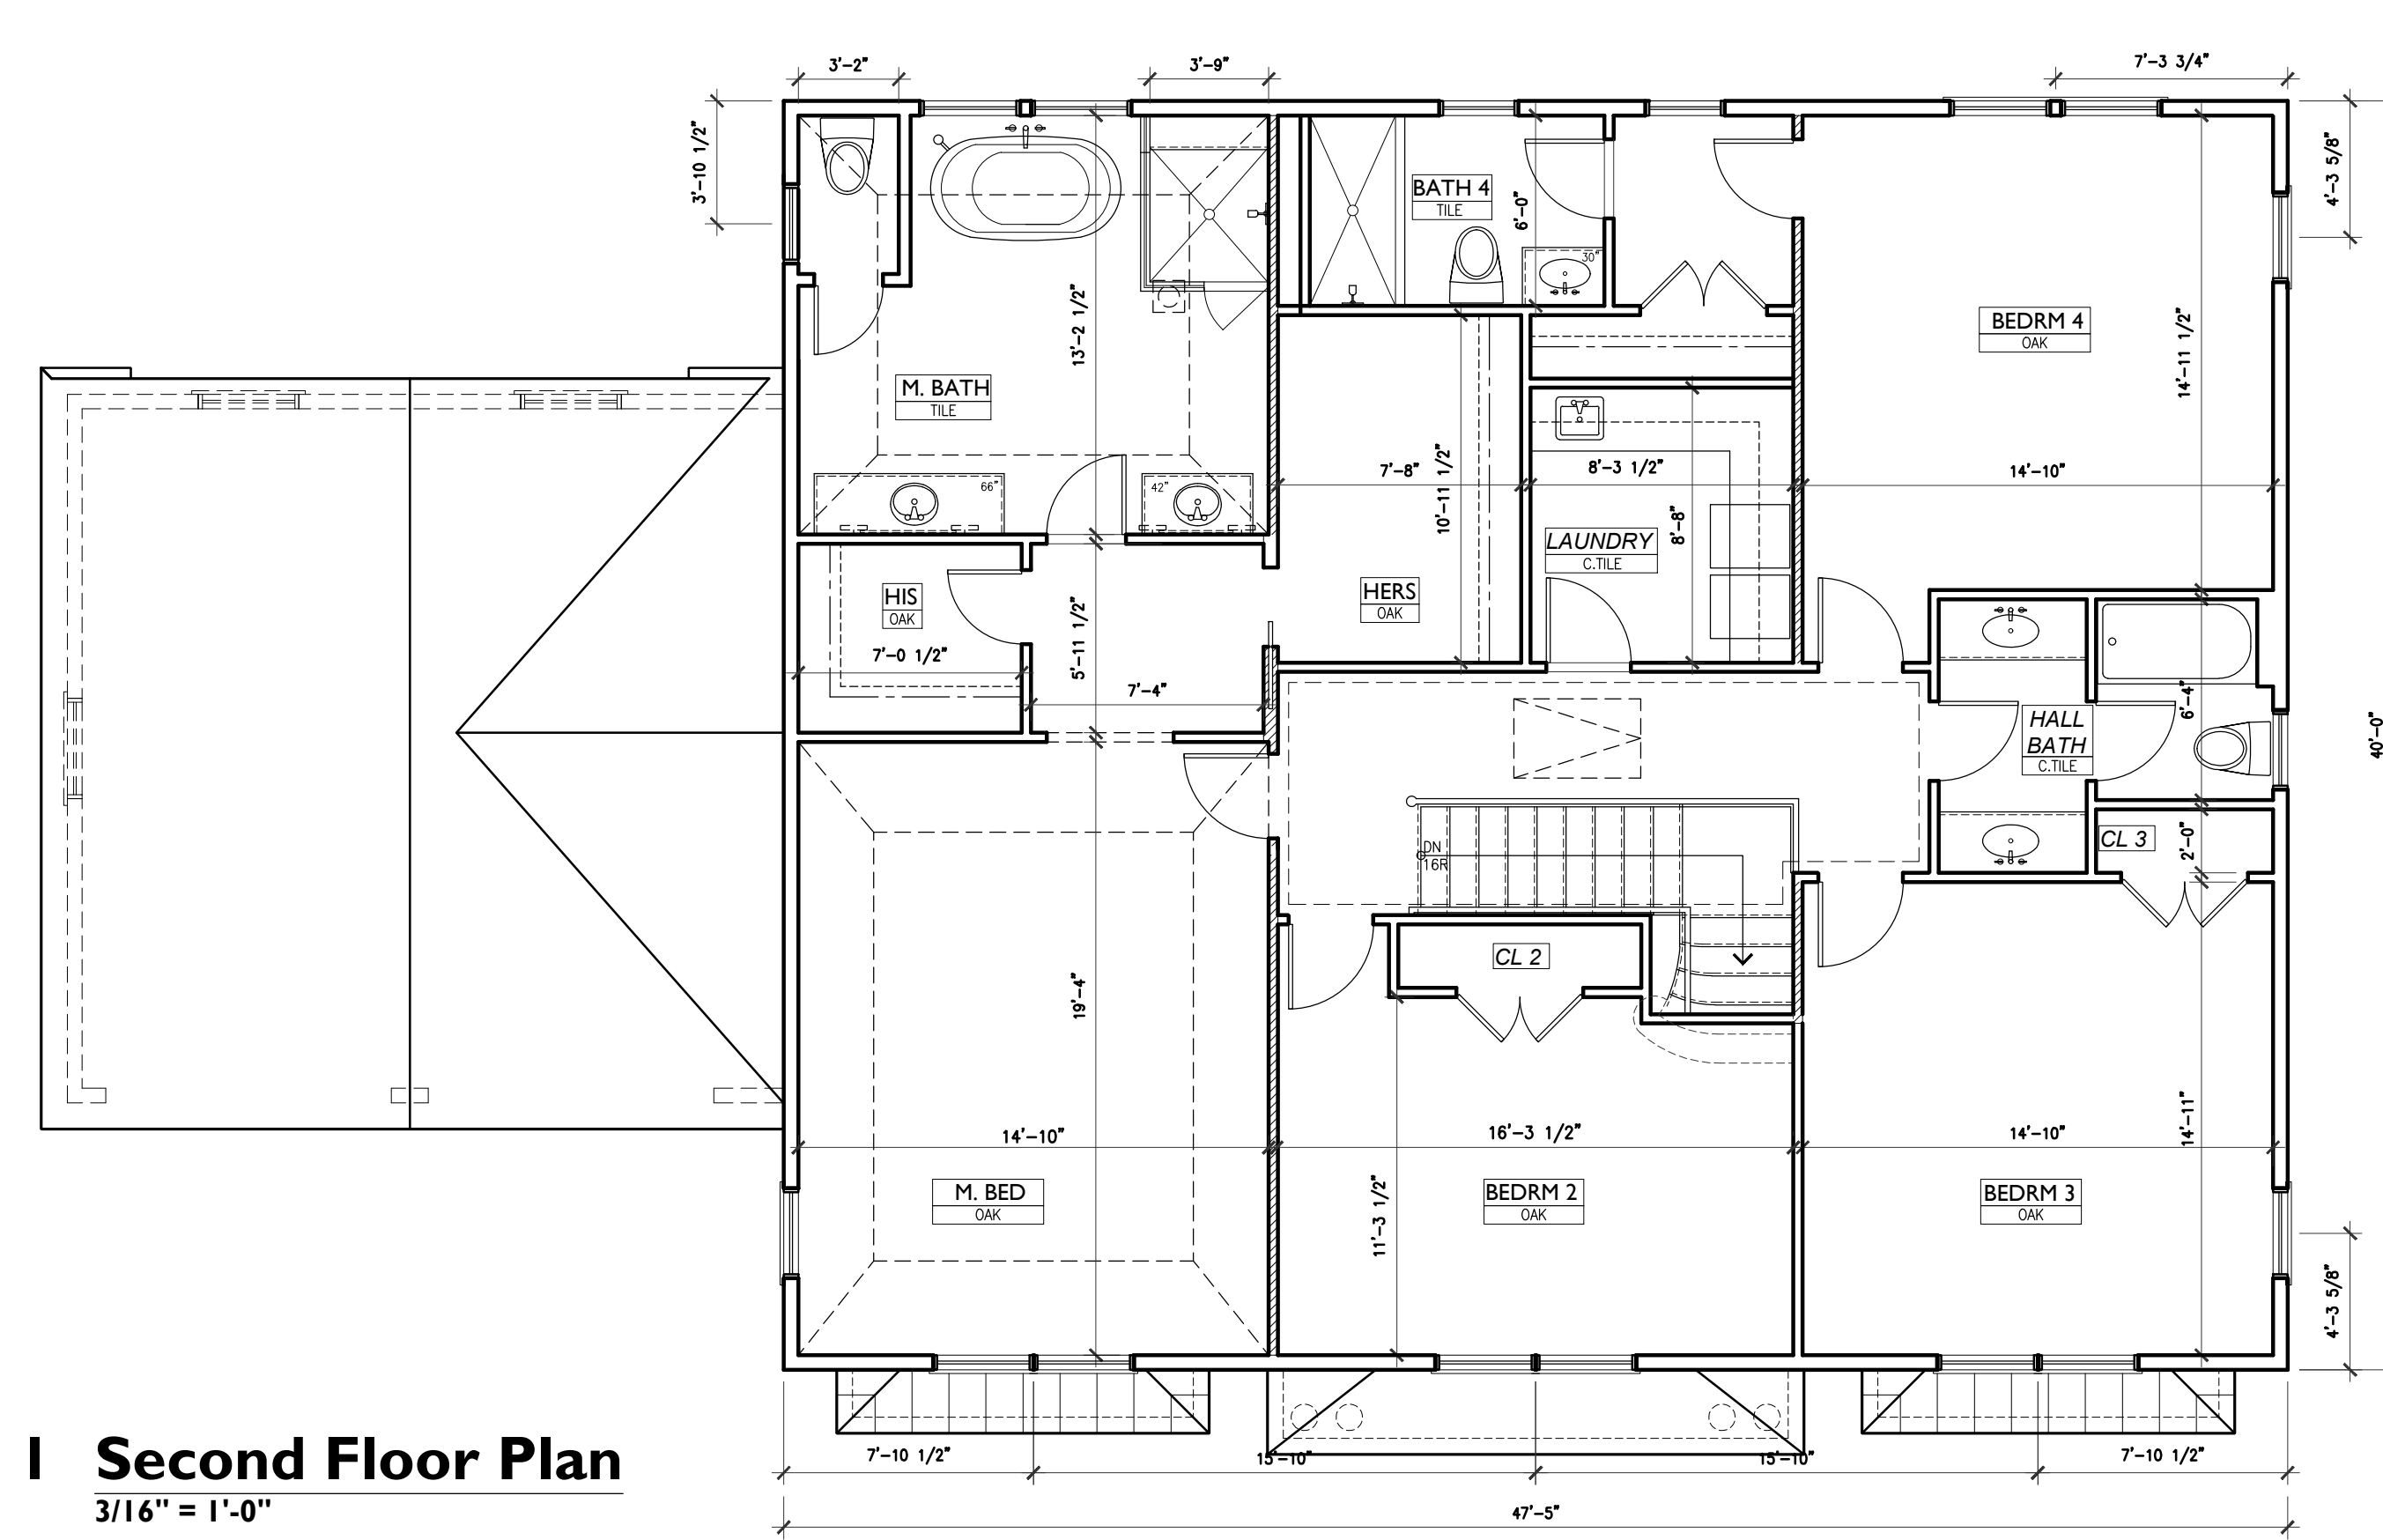 3'-2"
3'-9"
7'-3 3/4"
3'-10 1/2"
4'-3 5/8"
BATH 4
TILE
6'-0"
30"
13'-2 1/2"
BEDRM 4
OAK
14'-11 1/2"
M. BATH
TILE
7'-8"
10'-11 1/2"
8'-3 1/2"
14'-10"
66"
42"
8'-8"
LAUNDRY
C.TILE
HIS
OAK
HERS
OAK
7'-0 1/2"
5'-11 1/2"
7'-4"
6'-4"
HALL
BATH
C.TILE
40'-0"
DN
16R
CL 3
2'-0"
CL 2
19'-4"
14'-10"
16'-3 1/2"
14'-10"
14'-11"
M. BED
OAK
BEDRM 2
OAK
BEDRM 3
OAK
11'-3 1/2"
4'-3 5/8"
7'-10 1/2"
15'-10"
15'-10"
7'-10 1/2"
1 Second Floor Plan
3/16" = 1'-0"
47'-5"